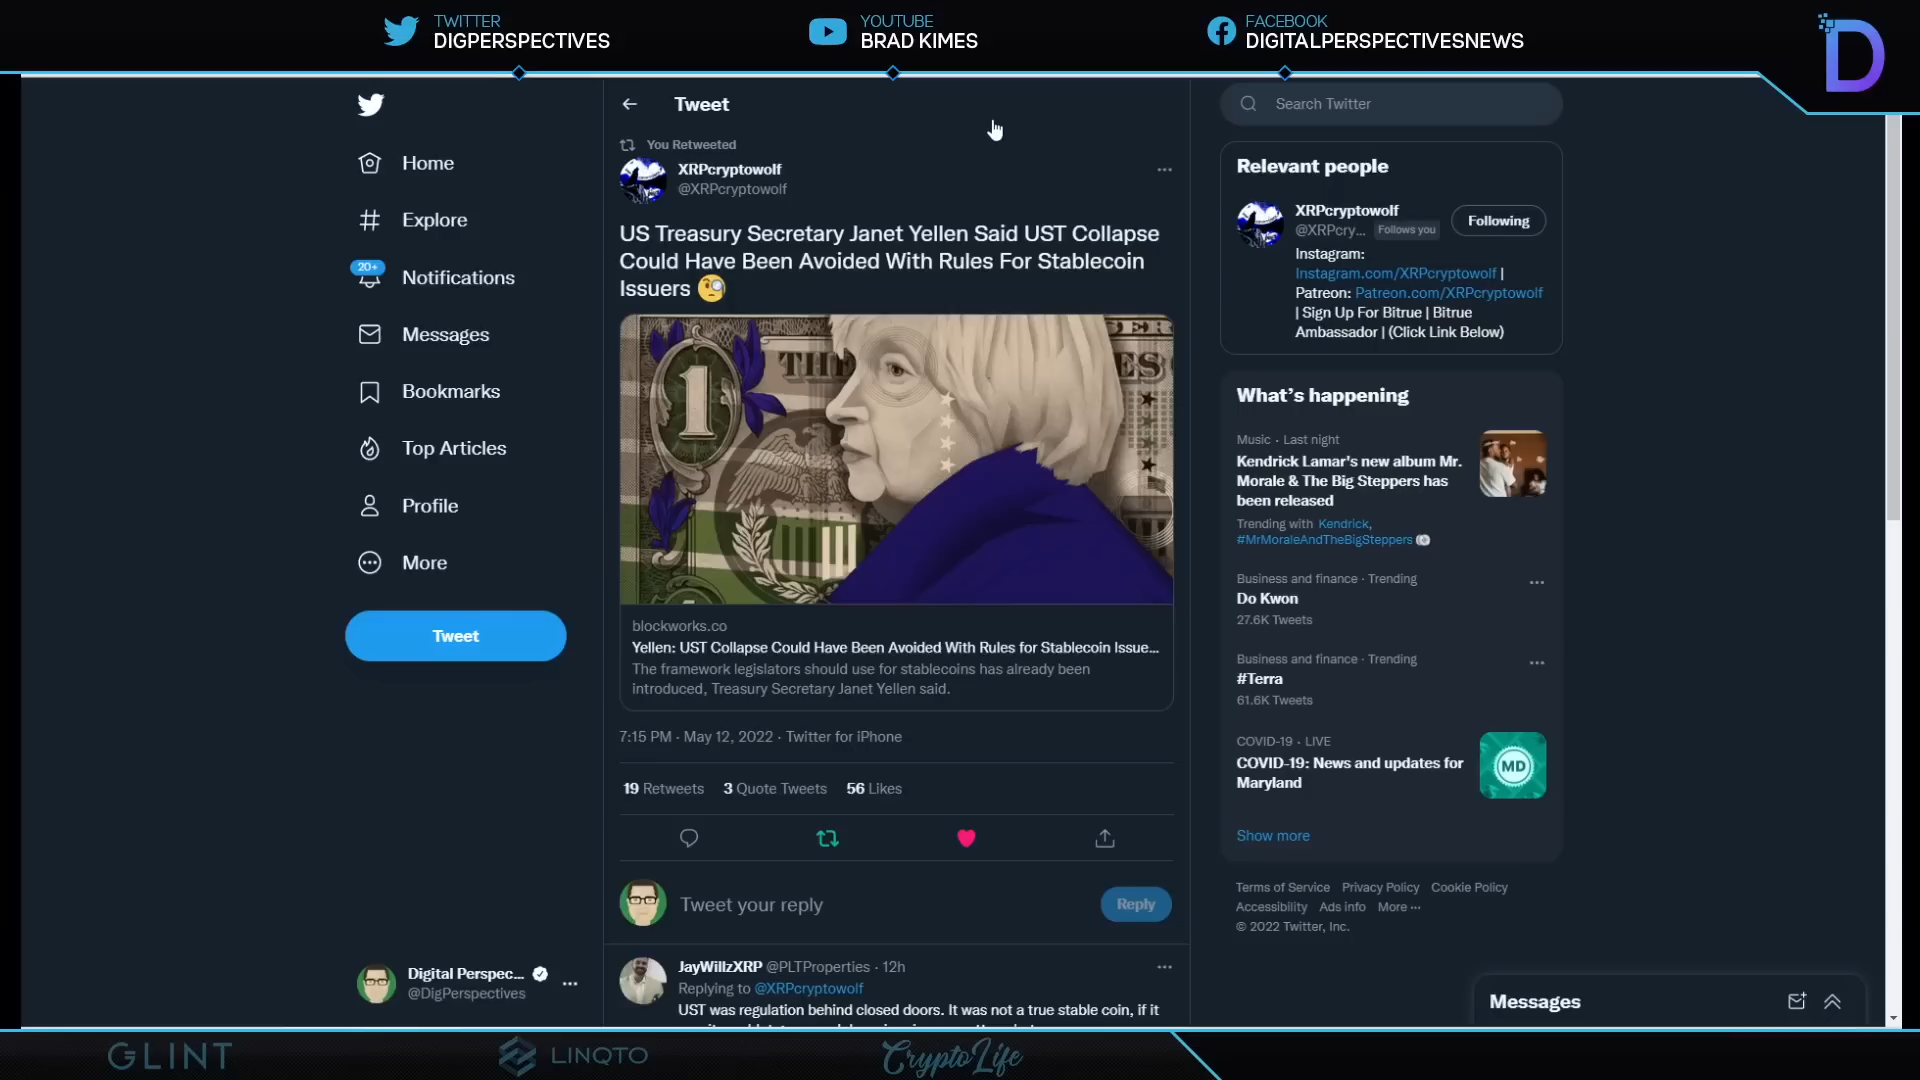 TWITTER
DIGPERSPECTIVES
YOUTUBE
BRAD KIMES
FACEBOOK
DIGITALPERSPECTIVESNEWS
D
Home
Explore
20+
Notifications
Messages
Bookmarks
Top Articles
Profile
More
Tweet
Digital Perspec...
@DigPerspectives
Tweet
You Retweeted
XRPcryptowolf
@XRPcryptowolf
US Treasury Secretary Janet Yellen Said UST Collapse
Could Have Been Avoided With Rules For Stablecoin
Issuers
1
THE
DER
ES
blockworks.co
Yellen: UST Collapse Could Have Been Avoided With Rules for Stablecoin Issue...
The framework legislators should use for stablecoins has already been
introduced, Treasury Secretary Janet Yellen said.
7:15 PM · May 12, 2022 · Twitter for iPhone
19 Retweets 3 Quote Tweets 56 Likes
Tweet your reply
Reply
JayWillzXRP @PLTProperties · 12h
Replying to @XRPcryptowolf
UST was regulation behind closed doors. It was not a true stable coin, if it
Search Twitter
Relevant people
XRPcryptowolf
@XRPcry... Follows you
Following
Instagram:
Instagram.com/XRPcryptowolf |
Patreon: Patreon.com/XRPcryptowolf
| Sign Up For Bitrue | Bitrue
Ambassador | (Click Link Below)
What's happening
Music · Last night
Kendrick Lamar's new album Mr.
Morale & The Big Steppers has
been released
Trending with Kendrick,
#MrMoraleAndTheBigSteppers
Business and finance · Trending
Do Kwon
27.6K Tweets
Business and finance · Trending
#Terra
61.6K Tweets
COVID-19 · LIVE
COVID-19: News and updates for
Maryland
MD
Show more
Terms of Service Privacy Policy Cookie Policy
Accessibility Ads info More ···
© 2022 Twitter, Inc.
Messages
GLINT
LINQTO
CryptoLife